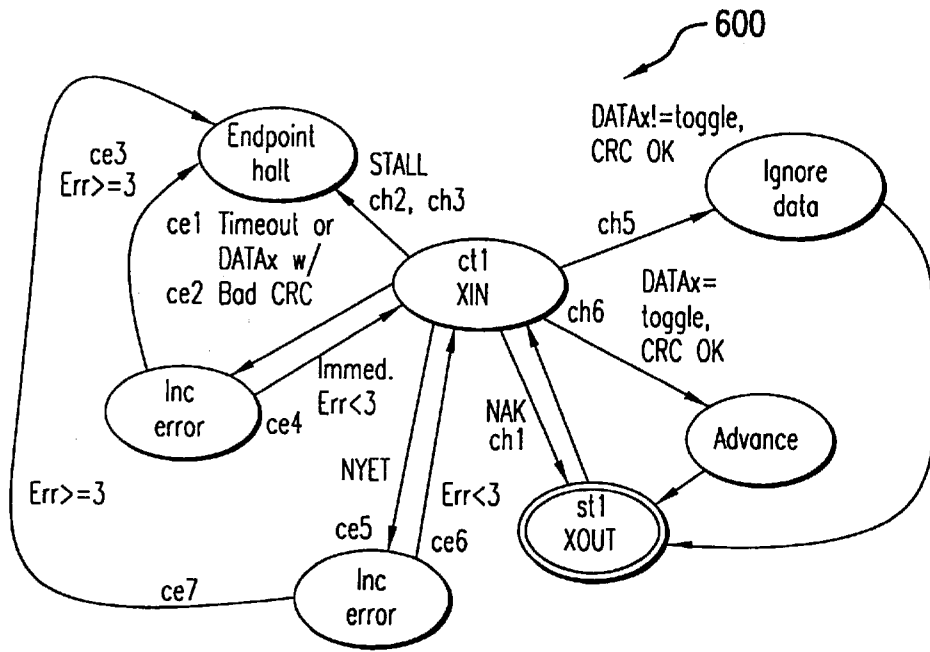 600
Endpoint
halt
ce3
Err>=3
STALL
ch2, ch3
DATAx!=toggle,
CRC OK
Ignore
data
ce1 Timeout or
DATAx w/
ce2 Bad CRC
ct1
XIN
ch5
ch6
DATAx=
toggle,
CRC OK
Inc
error
ce4
Immed.
Err<3
NAK
ch1
Advance
Err>=3
NYET
Err<3
ce5
ce6
st1
XOUT
ce7
Inc
error